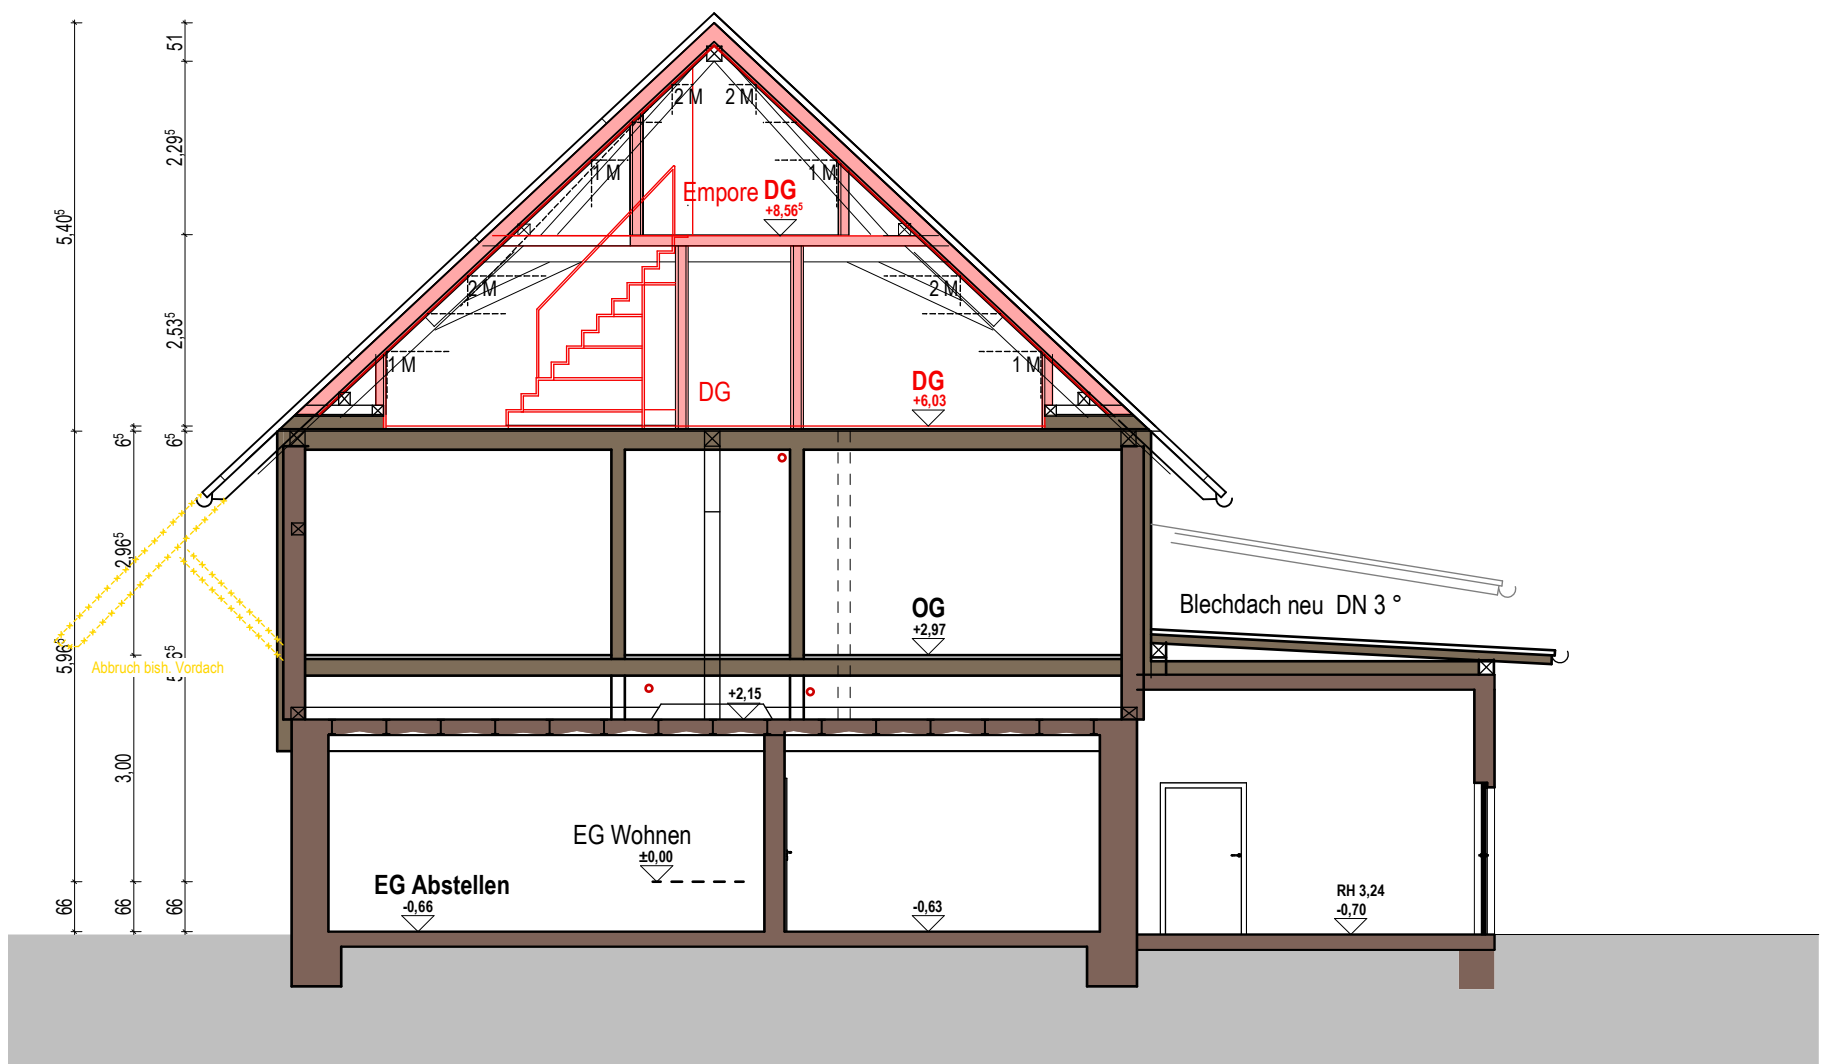 51
2 M
2 M
2,29⁵
1 M
1 M
Empore DG
+8,56⁵
5,40⁵
2 M
2 M
2,53⁵
1 M
1 M
DG
DG
+6,03
6⁵
6⁵
2,96⁵
OG
+2,97
Blechdach neu DN 3 °
5,96⁵
Abbruch bish. Vordach
+2,15
3,00
EG Wohnen
±0,00
EG Abstellen
-0,66
-0,63
RH 3,24
-0,70
66
66
66